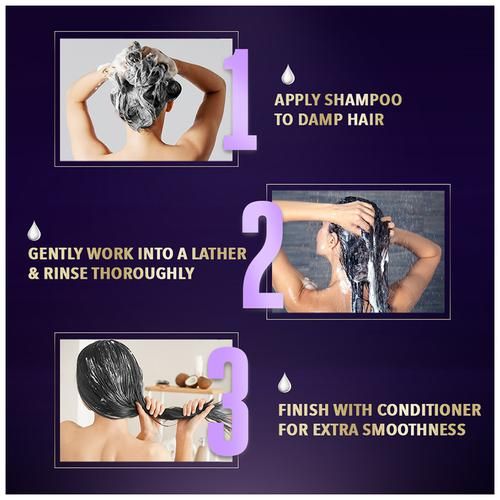 1
APPLY SHAMPOO
TO DAMP HAIR
2
GENTLY WORK INTO A LATHER
& RINSE THOROUGHLY
3
FINISH WITH CONDITIONER
FOR EXTRA SMOOTHNESS